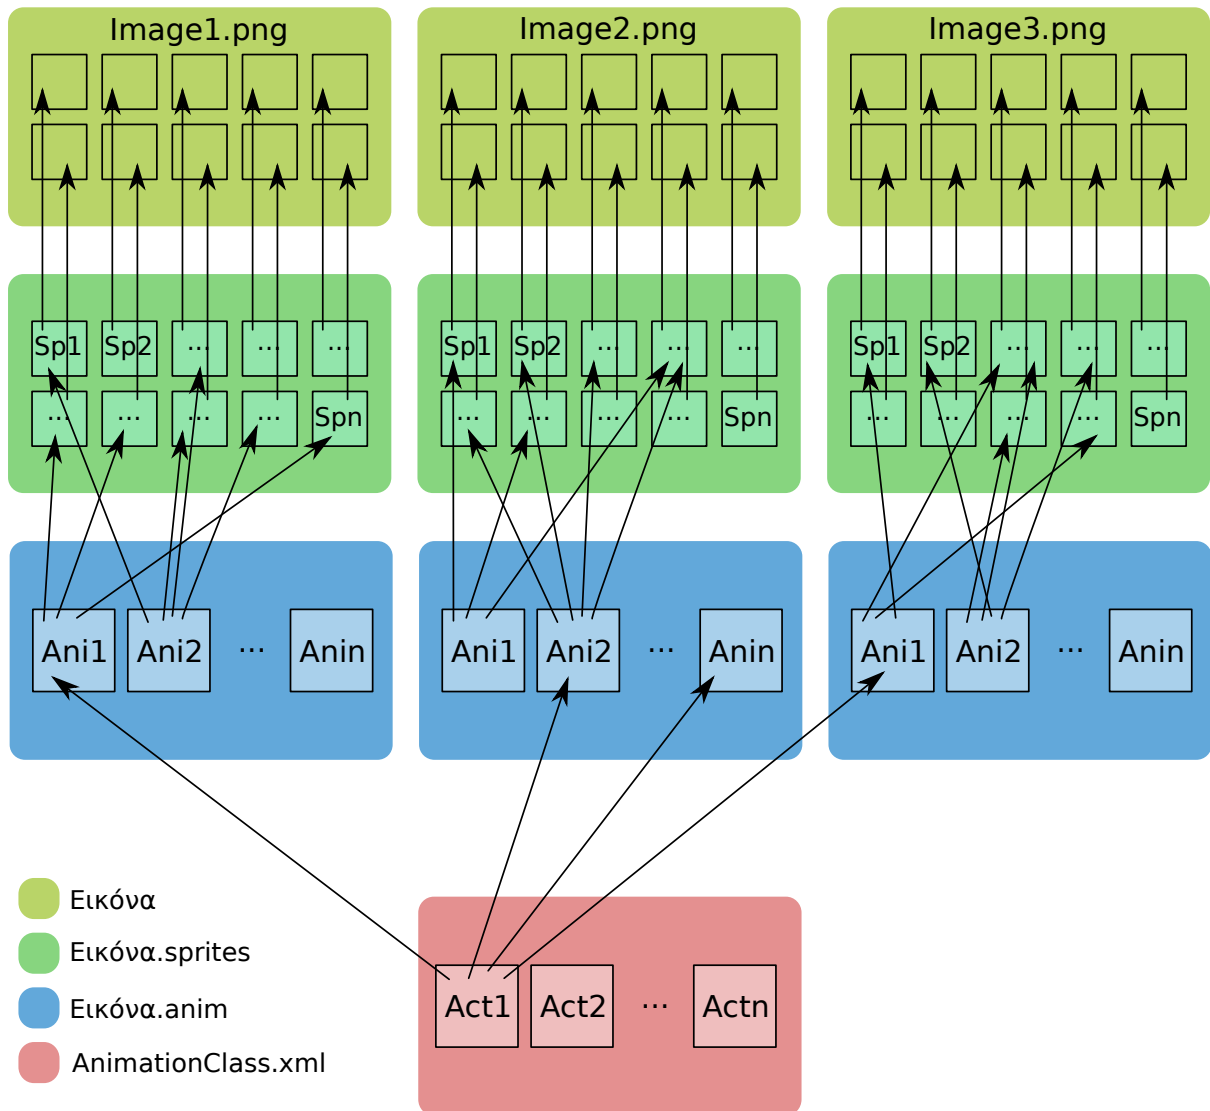 Image1.png Image2.png Image3.png
Sp1 Sp2 ... ... ... Sp1 Sp2 ... ... ... Sp1 Sp2 ... ... ...
... ... ... ... Spn ... ... ... ... Spn ... ... ... ... Spn
Ani1 Ani2 ... Anin Ani1 Ani2 ... Anin Ani1 Ani2 ... Anin
Εικόνα
Εικόνα.sprites
Εικόνα.anim
AnimationClass.xml
Act1 Act2 ... Actn